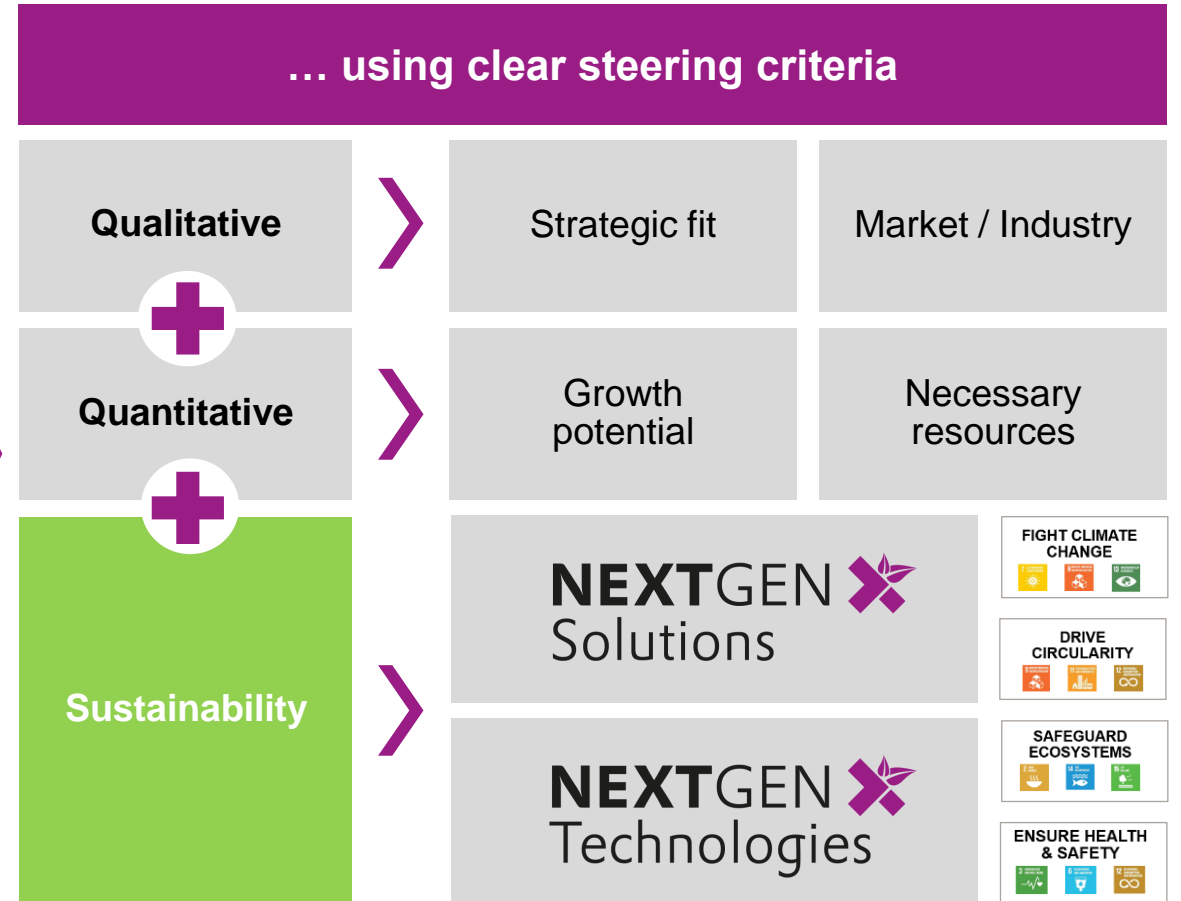 … using clear steering criteria
Qualitative
Strategic fit
Market / Industry
Quantitative
Growth
potential
Necessary
resources
Sustainability
NEXTGEN
Solutions
NEXTGEN
Technologies
FIGHT CLIMATE
CHANGE
DRIVE
CIRCULARITY
SAFEGUARD
ECOSYSTEMS
ENSURE HEALTH
& SAFETY